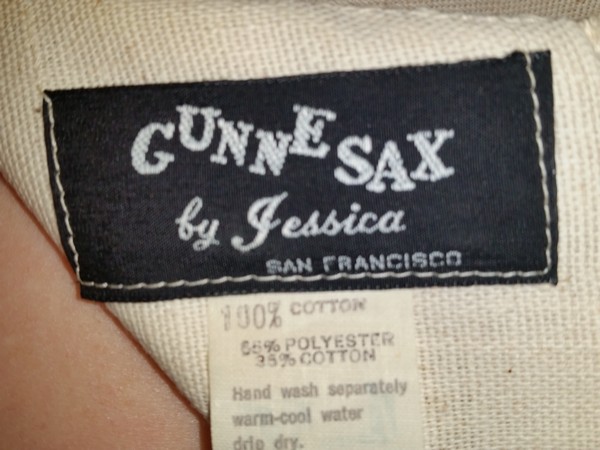 GUNNE SAX
by Jessica
SAN FRANCISCO
100% COTTON
65% POLYESTER
35% COTTON
Hand wash separately
warm-cool water
drip dry.